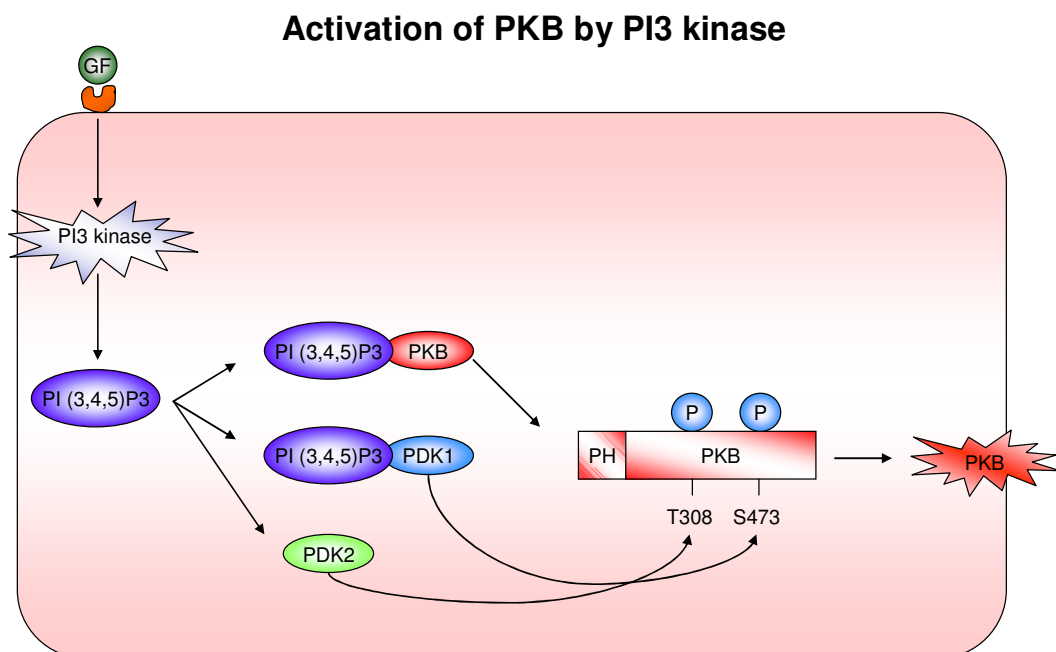 Activation of PKB by PI3 kinase
GF
PI3 kinase
PI (3,4,5)P3
PI (3,4,5)P3
PKB
PI (3,4,5)P3
PDK1
PDK2
P
P
PH
PKB
T308
S473
PKB